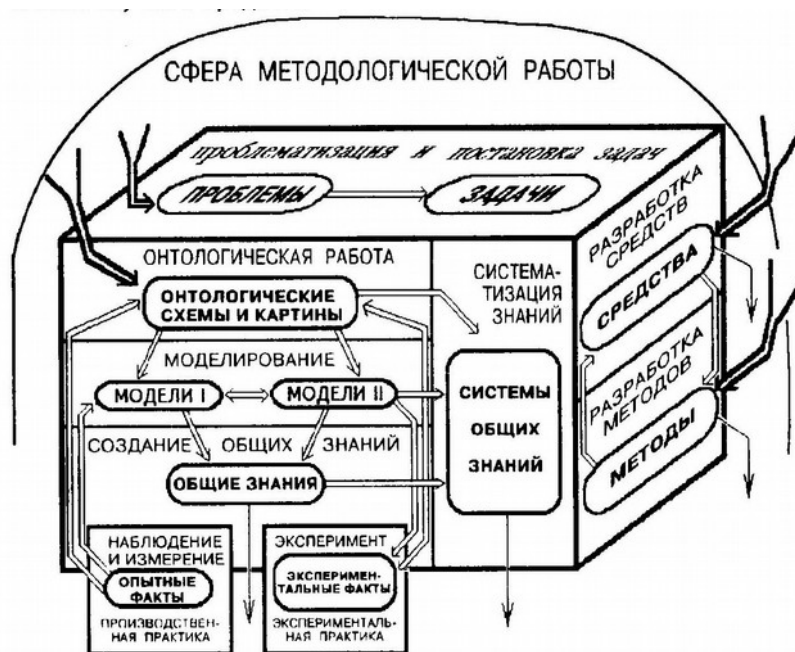 СФЕРА МЕТОДОЛОГИЧЕСКОЙ РАБОТЫ
проблематизация и постановка задач
ПРОБЛЕМЫ
ЗАДАЧИ
ОНТОЛОГИЧЕСКАЯ РАБОТА
ОНТОЛОГИЧЕСКИЕ
СХЕМЫ И КАРТИНЫ
МОДЕЛИРОВАНИЕ
МОДЕЛИ I
МОДЕЛИ II
СОЗДАНИЕ ОБЩИХ ЗНАНИЙ
ОБЩИЕ ЗНАНИЯ
НАБЛЮДЕНИЕ
И ИЗМЕРЕНИЕ
ОПЫТНЫЕ
ФАКТЫ
ПРОИЗВОДСТВЕН-
НАЯ ПРАКТИКА
ЭКСПЕРИМЕНТ
ЭКСПЕРИМЕН-
ТАЛЬНЫЕ ФАКТЫ
ЭКСПЕРИМЕНТАЛЬ-
НАЯ ПРАКТИКА
СИСТЕМА-
ТИЗАЦИЯ
ЗНАНИЙ
СИСТЕМЫ
ОБЩИХ
ЗНАНИЙ
РАЗРАБОТКА
СРЕДСТВ
СРЕДСТВА
РАЗРАБОТКА
МЕТОДОВ
МЕТОДЫ